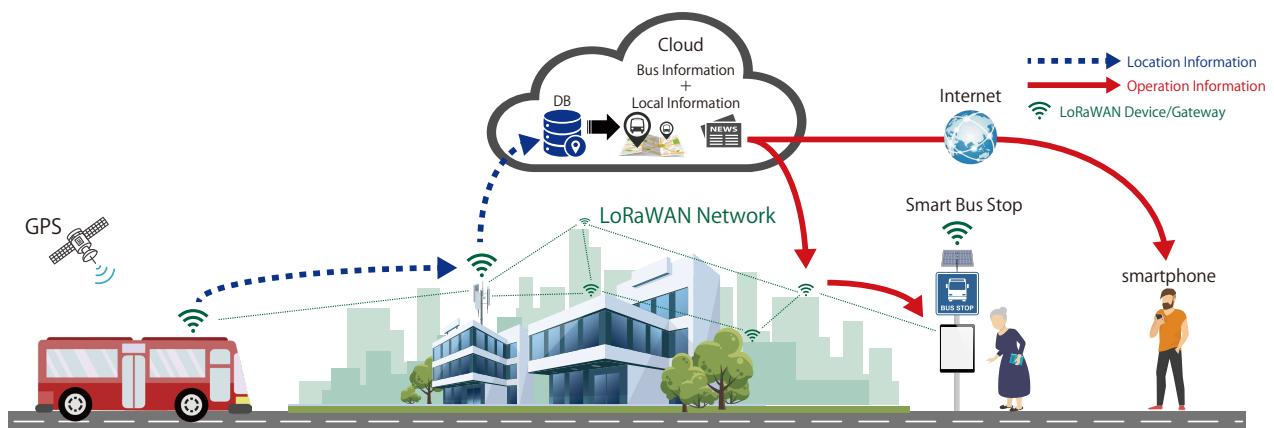 Cloud
Bus Information
+
Local Information
DB
NEWS
Internet
Location Information
Operation Information
LoRaWAN Device/Gateway
GPS
LoRaWAN Network
Smart Bus Stop
BUS STOP
smartphone